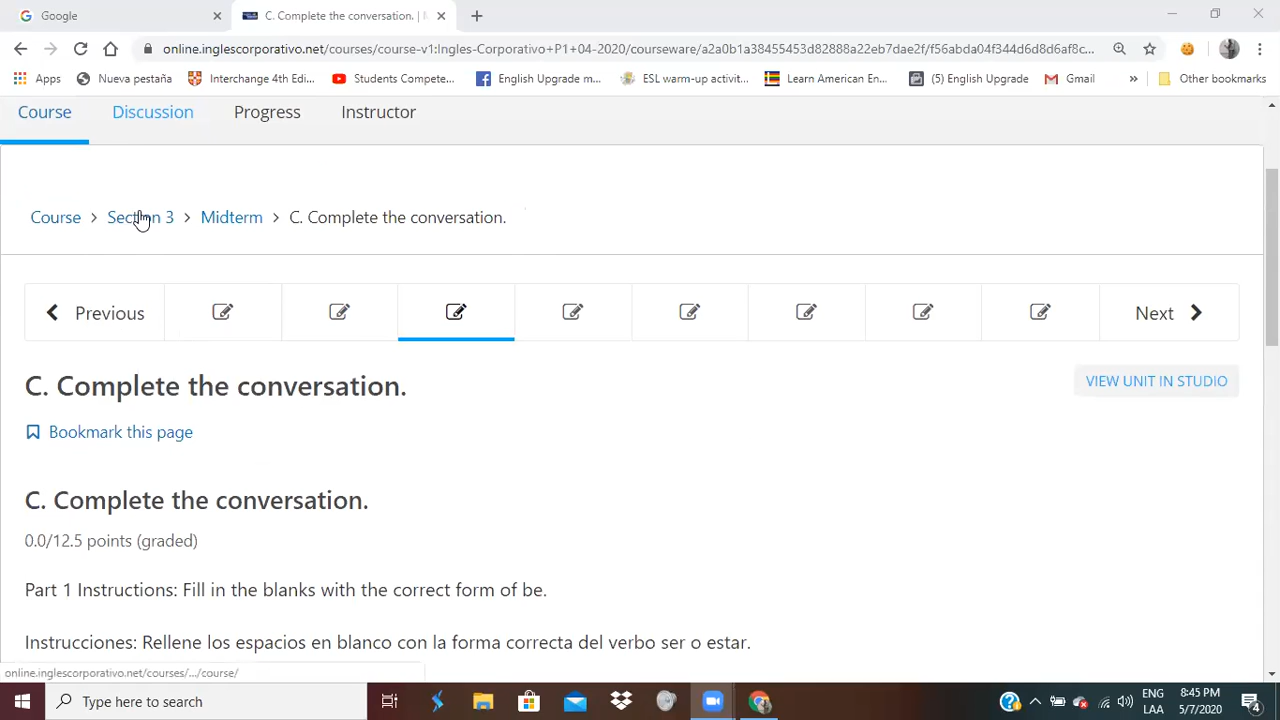 Google
C. Complete the conversation. |
online.inglescorporativo.net/courses/course-v1:Ingles-Corporativo+P1+04-2020/courseware/a2a0b1a38455453d82888a22eb7dae2f/f56abda04f344d6d8d6af8c...
Apps Nueva pestaña Interchange 4th Edi... Students Compete... English Upgrade m... ESL warm-up activit... Learn American En... (5) English Upgrade Gmail » Other bookmarks
Course Discussion Progress Instructor
Course > Section 3 > Midterm > C. Complete the conversation.
Previous Next
C. Complete the conversation.
VIEW UNIT IN STUDIO
Bookmark this page
C. Complete the conversation.
0.0/12.5 points (graded)
Part 1 Instructions: Fill in the blanks with the correct form of be.
Instrucciones: Rellene los espacios en blanco con la forma correcta del verbo ser o estar.
online.inglescorporativo.net/courses/.../course/
Type here to search
ENG
LAA
8:45 PM
5/7/2020
4